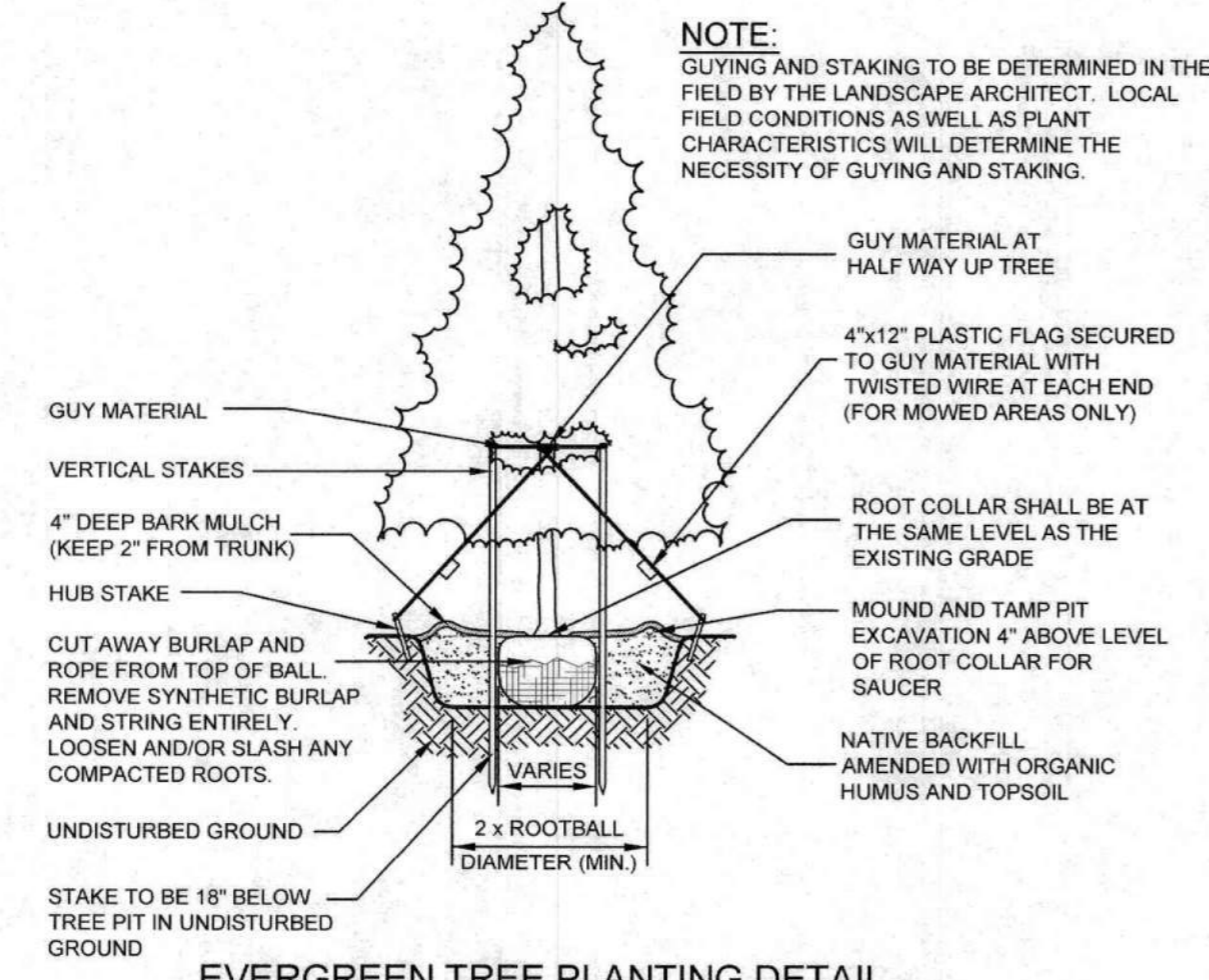 NOTE:
GUYING AND STAKING TO BE DETERMINED IN THE
FIELD BY THE LANDSCAPE ARCHITECT. LOCAL
FIELD CONDITIONS AS WELL AS PLANT
CHARACTERISTICS WILL DETERMINE THE
NECESSITY OF GUYING AND STAKING.
GUY MATERIAL AT
HALF WAY UP TREE
4"x12" PLASTIC FLAG SECURED
TO GUY MATERIAL WITH
TWISTED WIRE AT EACH END
(FOR MOWED AREAS ONLY)
ROOT COLLAR SHALL BE AT
THE SAME LEVEL AS THE
EXISTING GRADE
MOUND AND TAMP PIT
EXCAVATION 4" ABOVE LEVEL
OF ROOT COLLAR FOR
SAUCER
NATIVE BACKFILL
AMENDED WITH ORGANIC
HUMUS AND TOPSOIL
GUY MATERIAL
VERTICAL STAKES
4" DEEP BARK MULCH
(KEEP 2" FROM TRUNK)
HUB STAKE
CUT AWAY BURLAP AND
ROPE FROM TOP OF BALL.
REMOVE SYNTHETIC BURLAP
AND STRING ENTIRELY.
LOOSEN AND/OR SLASH ANY
COMPACTED ROOTS.
UNDISTURBED GROUND
STAKE TO BE 18" BELOW
TREE PIT IN UNDISTURBED
GROUND
VARIES
2 x ROOTBALL
DIAMETER (MIN.)
EVERGREEN TREE PLANTING DETAIL